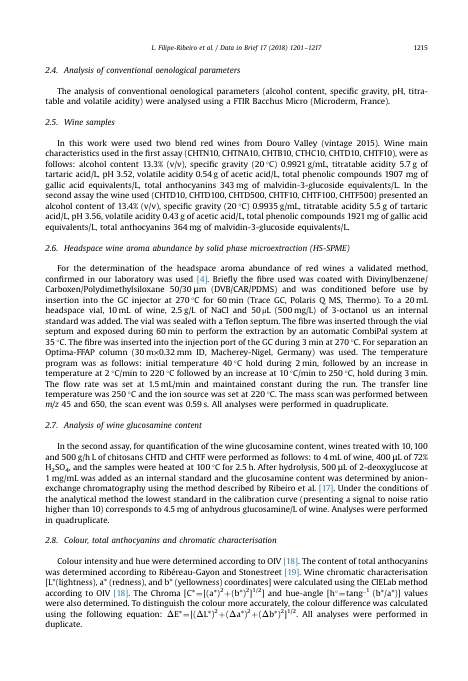 L. Filipe-Ribeiro et al. / Data in Brief 17 (2018) 1201–1217
1215
2.4. Analysis of conventional oenological parameters
The analysis of conventional oenological parameters (alcohol content, specific gravity, pH, titra-
table and volatile acidity) were analysed using a FTIR Bacchus Micro (Microderm, France).
2.5. Wine samples
In this work were used two blend red wines from Douro Valley (vintage 2015). Wine main
characteristics used in the first assay (CHTN10, CHTNA10, CHTB10, CTHC10, CHTD10, CHTF10), were as
follows: alcohol content 13.3% (v/v), specific gravity (20 °C) 0.9921 g/mL, titratable acidity 5.7 g of
tartaric acid/L, pH 3.52, volatile acidity 0.54 g of acetic acid/L, total phenolic compounds 1907 mg of
gallic acid equivalents/L, total anthocyanins 343 mg of malvidin-3-glucoside equivalents/L. In the
second assay the wine used (CHTD10, CHTD100, CHTD500, CHTF10, CHTF100, CHTF500) presented an
alcohol content of 13.4% (v/v), specific gravity (20 °C) 0.9935 g/mL, titratable acidity 5.5 g of tartaric
acid/L, pH 3.56, volatile acidity 0.43 g of acetic acid/L, total phenolic compounds 1921 mg of gallic acid
equivalents/L, total anthocyanins 364 mg of malvidin-3-glucoside equivalents/L.
2.6. Headspace wine aroma abundance by solid phase microextraction (HS-SPME)
For the determination of the headspace aroma abundance of red wines a validated method,
confirmed in our laboratory was used [4]. Briefly the fibre used was coated with Divinylbenzene/
Carboxen/Polydimethylsiloxane 50/30 μm (DVB/CAR/PDMS) and was conditioned before use by
insertion into the GC injector at 270 °C for 60 min (Trace GC, Polaris Q MS, Thermo). To a 20 mL
headspace vial, 10 mL of wine, 2.5 g/L of NaCl and 50 μL (500 mg/L) of 3-octanol us an internal
standard was added. The vial was sealed with a Teflon septum. The fibre was inserted through the vial
septum and exposed during 60 min to perform the extraction by an automatic CombiPal system at
35 °C. The fibre was inserted into the injection port of the GC during 3 min at 270 °C. For separation an
Optima-FFAP column (30 m×0.32 mm ID, Macherey-Nagel, Germany) was used. The temperature
program was as follows: initial temperature 40 °C hold during 2 min, followed by an increase in
temperature at 2 °C/min to 220 °C followed by an increase at 10 °C/min to 250 °C, hold during 3 min.
The flow rate was set at 1.5 mL/min and maintained constant during the run. The transfer line
temperature was 250 °C and the ion source was set at 220 °C. The mass scan was performed between
m/z 45 and 650, the scan event was 0.59 s. All analyses were performed in quadruplicate.
2.7. Analysis of wine glucosamine content
In the second assay, for quantification of the wine glucosamine content, wines treated with 10, 100
and 500 g/h L of chitosans CHTD and CHTF were performed as follows: to 4 mL of wine, 400 μL of 72%
H₂SO₄, and the samples were heated at 100 °C for 2.5 h. After hydrolysis, 500 μL of 2-deoxyglucose at
1 mg/mL was added as an internal standard and the glucosamine content was determined by anion-
exchange chromatography using the method described by Ribeiro et al. [17]. Under the conditions of
the analytical method the lowest standard in the calibration curve (presenting a signal to noise ratio
higher than 10) corresponds to 4.5 mg of anhydrous glucosamine/L of wine. Analyses were performed
in quadruplicate.
2.8. Colour, total anthocyanins and chromatic characterisation
Colour intensity and hue were determined according to OIV [18]. The content of total anthocyanins
was determined according to Ribéreau-Gayon and Stonestreet [19]. Wine chromatic characterisation
[L*(lightness), a* (redness), and b* (yellowness) coordinates] were calculated using the CIELab method
according to OIV [18]. The Chroma [C*=[(a*)²+(b*)²]¹/²] and hue-angle [h°=tang⁻¹ (b*/a*)] values
were also determined. To distinguish the colour more accurately, the colour difference was calculated
using the following equation: ΔE*=[(ΔL*)²+(Δa*)²+(Δb*)²]¹/². All analyses were performed in
duplicate.